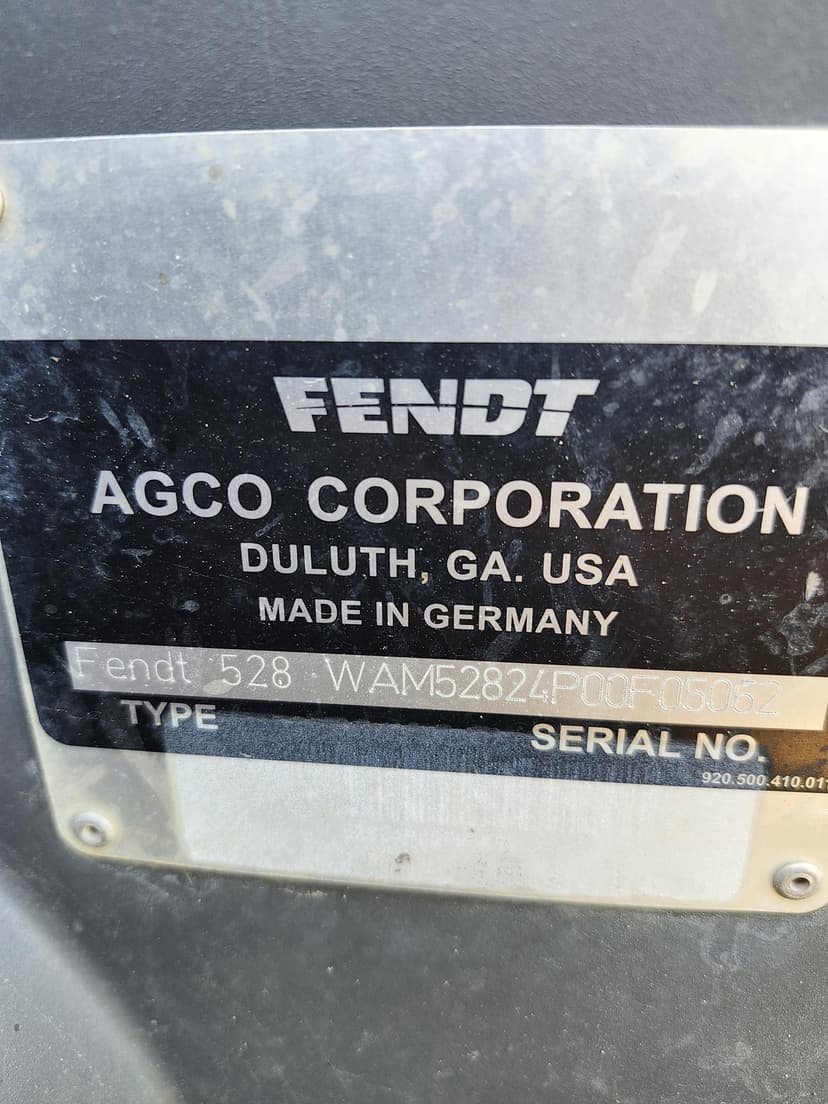 FENDT
AGCO CORPORATION
DULUTH, GA. USA
MADE IN GERMANY
Fendt 528 WAM52824P00F05062
TYPE SERIAL NO.
920.500.410.01